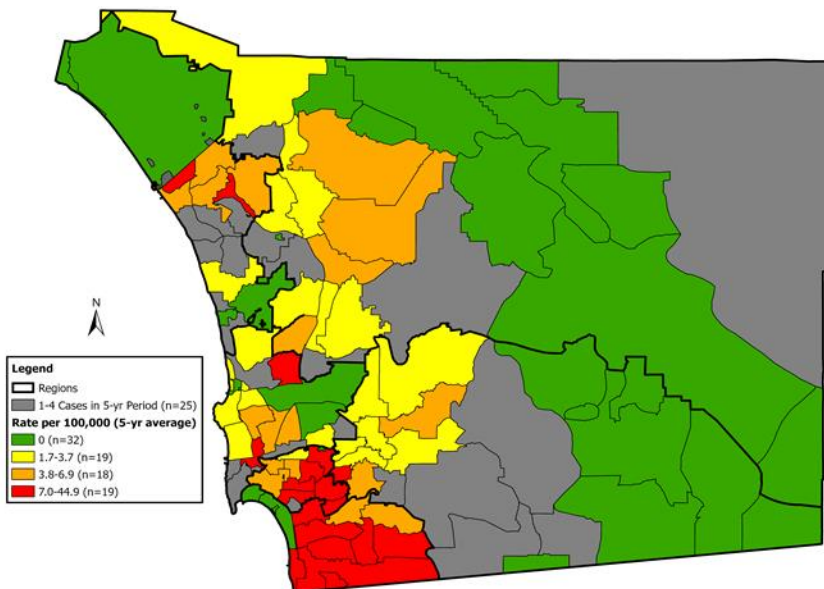 N
Legend
Regions
1-4 Cases in 5-yr Period (n=25)
Rate per 100,000 (5-yr average)
0 (n=32)
1.7-3.7 (n=19)
3.8-6.9 (n=18)
7.0-44.9 (n=19)